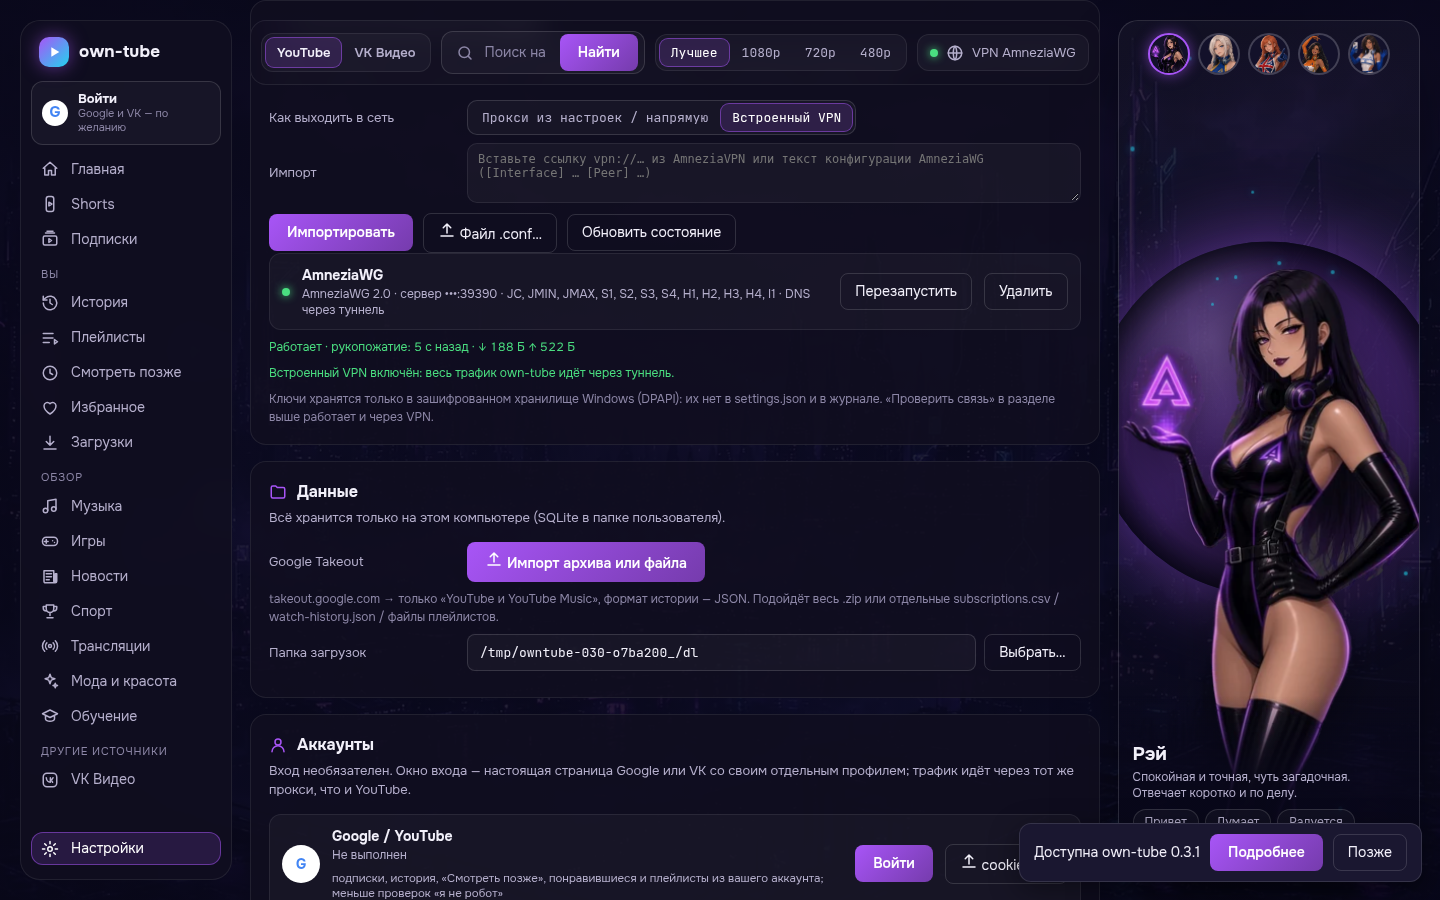 own-tube
Войти
Google и VK — по
желанию
Главная
Shorts
Подписки
ВЫ
История
Плейлисты
Смотреть позже
Избранное
Загрузки
ОБЗОР
Музыка
Игры
Новости
Спорт
Трансляции
Мода и красота
Обучение
ДРУГИЕ ИСТОЧНИКИ
VK Видео
Настройки
YouTube VK Видео Поиск на Найти Лучшее 1080p 720p 480p VPN AmneziaWG
Как выходить в сеть Прокси из настроек / напрямую Встроенный VPN
Импорт
Вставьте ссылку vpn://… из AmneziaVPN или текст конфигурации AmneziaWG
([Interface] … [Peer] …)
Импортировать Файл .conf… Обновить состояние
AmneziaWG
AmneziaWG 2.0 · сервер •••:39390 · JC, JMIN, JMAX, S1, S2, S3, S4, H1, H2, H3, H4, I1 · DNS
через туннель
Перезапустить Удалить
Работает · рукопожатие: 5 с назад · ↓ 188 Б ↑ 522 Б
Встроенный VPN включён: весь трафик own-tube идёт через туннель.
Ключи хранятся только в зашифрованном хранилище Windows (DPAPI): их нет в settings.json и в журнале. «Проверить связь» в разделе
выше работает и через VPN.
Данные
Всё хранится только на этом компьютере (SQLite в папке пользователя).
Google Takeout Импорт архива или файла
takeout.google.com → только «YouTube и YouTube Music», формат истории — JSON. Подойдёт весь .zip или отдельные subscriptions.csv /
watch-history.json / файлы плейлистов.
Папка загрузок /tmp/owntube-030-o7ba200_/dl Выбрать…
Аккаунты
Вход необязателен. Окно входа — настоящая страница Google или VK со своим отдельным профилем; трафик идёт через тот же
прокси, что и YouTube.
G
Google / YouTube
Не выполнен
подписки, история, «Смотреть позже», понравившиеся и плейлисты из вашего аккаунта;
меньше проверок «я не робот»
Войти
Рэй
Спокойная и точная, чуть загадочная.
Отвечает коротко и по делу.
Привет Думает Радуется
Доступна own-tube 0.3.1 Подробнее Позже